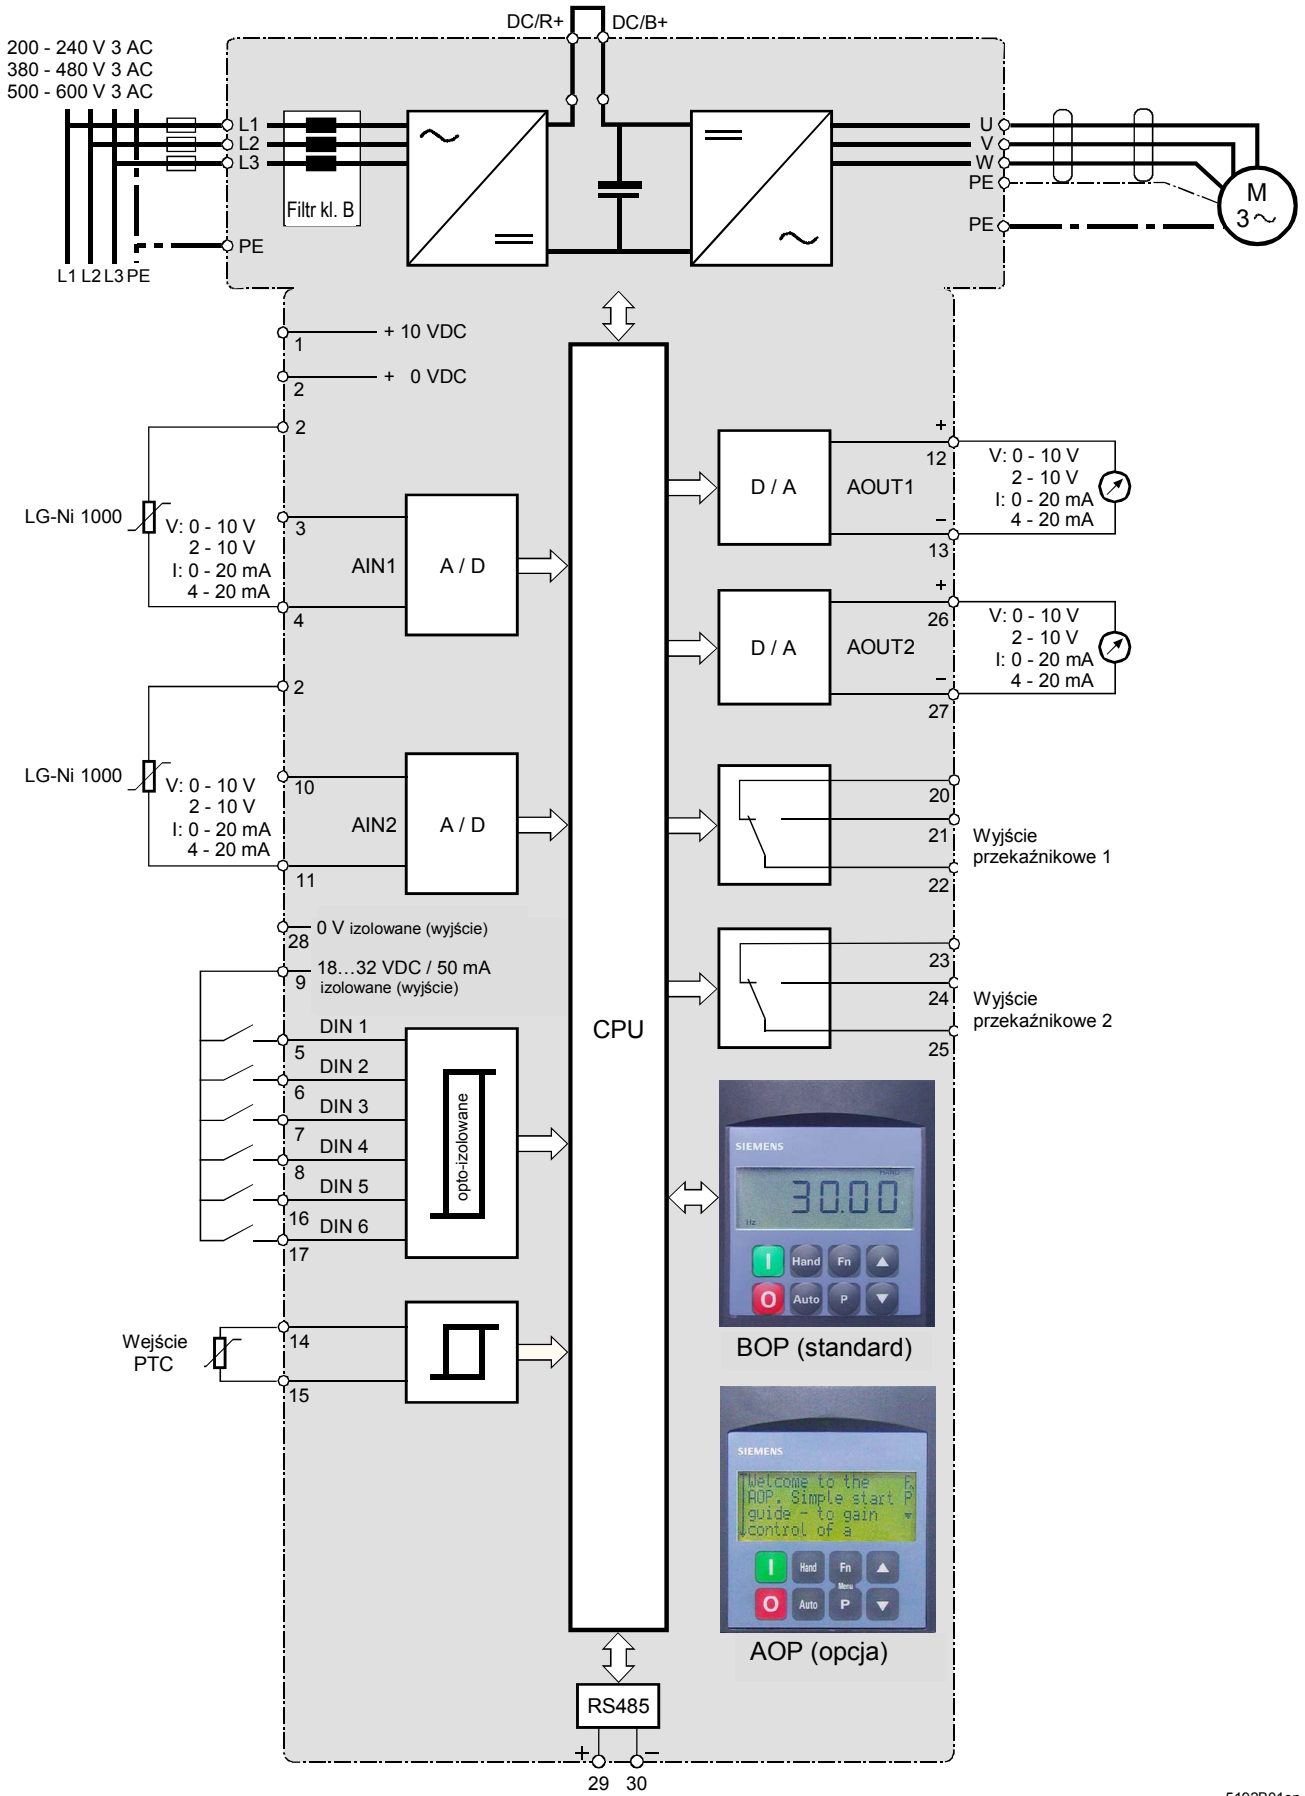 DC/R+ DC/B+
200 - 240 V 3 AC
380 - 480 V 3 AC
500 - 600 V 3 AC
L1
L2
L3
Filtr kl. B
PE
L1 L2 L3 PE
U
V
W
PE
PE
M
3
1
+ 10 VDC
2
+ 0 VDC
2
LG-Ni 1000
3
V: 0 - 10 V
2 - 10 V
I: 0 - 20 mA
4 - 20 mA
AIN1
A / D
4
2
LG-Ni 1000
10
V: 0 - 10 V
2 - 10 V
I: 0 - 20 mA
4 - 20 mA
AIN2
A / D
11
28
0 V izolowane (wyjście)
9
18...32 VDC / 50 mA
izolowane (wyjście)
DIN 1
5
DIN 2
6
DIN 3
7
DIN 4
8
DIN 5
16
DIN 6
17
opto-izolowane
Wejście
PTC
14
15
CPU
D / A
AOUT1
+
12
−
13
V: 0 - 10 V
2 - 10 V
I: 0 - 20 mA
4 - 20 mA
D / A
AOUT2
+
26
−
27
V: 0 - 10 V
2 - 10 V
I: 0 - 20 mA
4 - 20 mA
20
21
22
Wyjście
przekaźnikowe 1
23
24
25
Wyjście
przekaźnikowe 2
SIEMENS
HAND
30.00
Hz
I Hand Fn
O Auto P
BOP (standard)
SIEMENS
Welcome to the
AOP. Simple start P
guide - to gain
control of a
I Hand Fn
Menu
O Auto P
AOP (opcja)
RS485
+ −
29 30